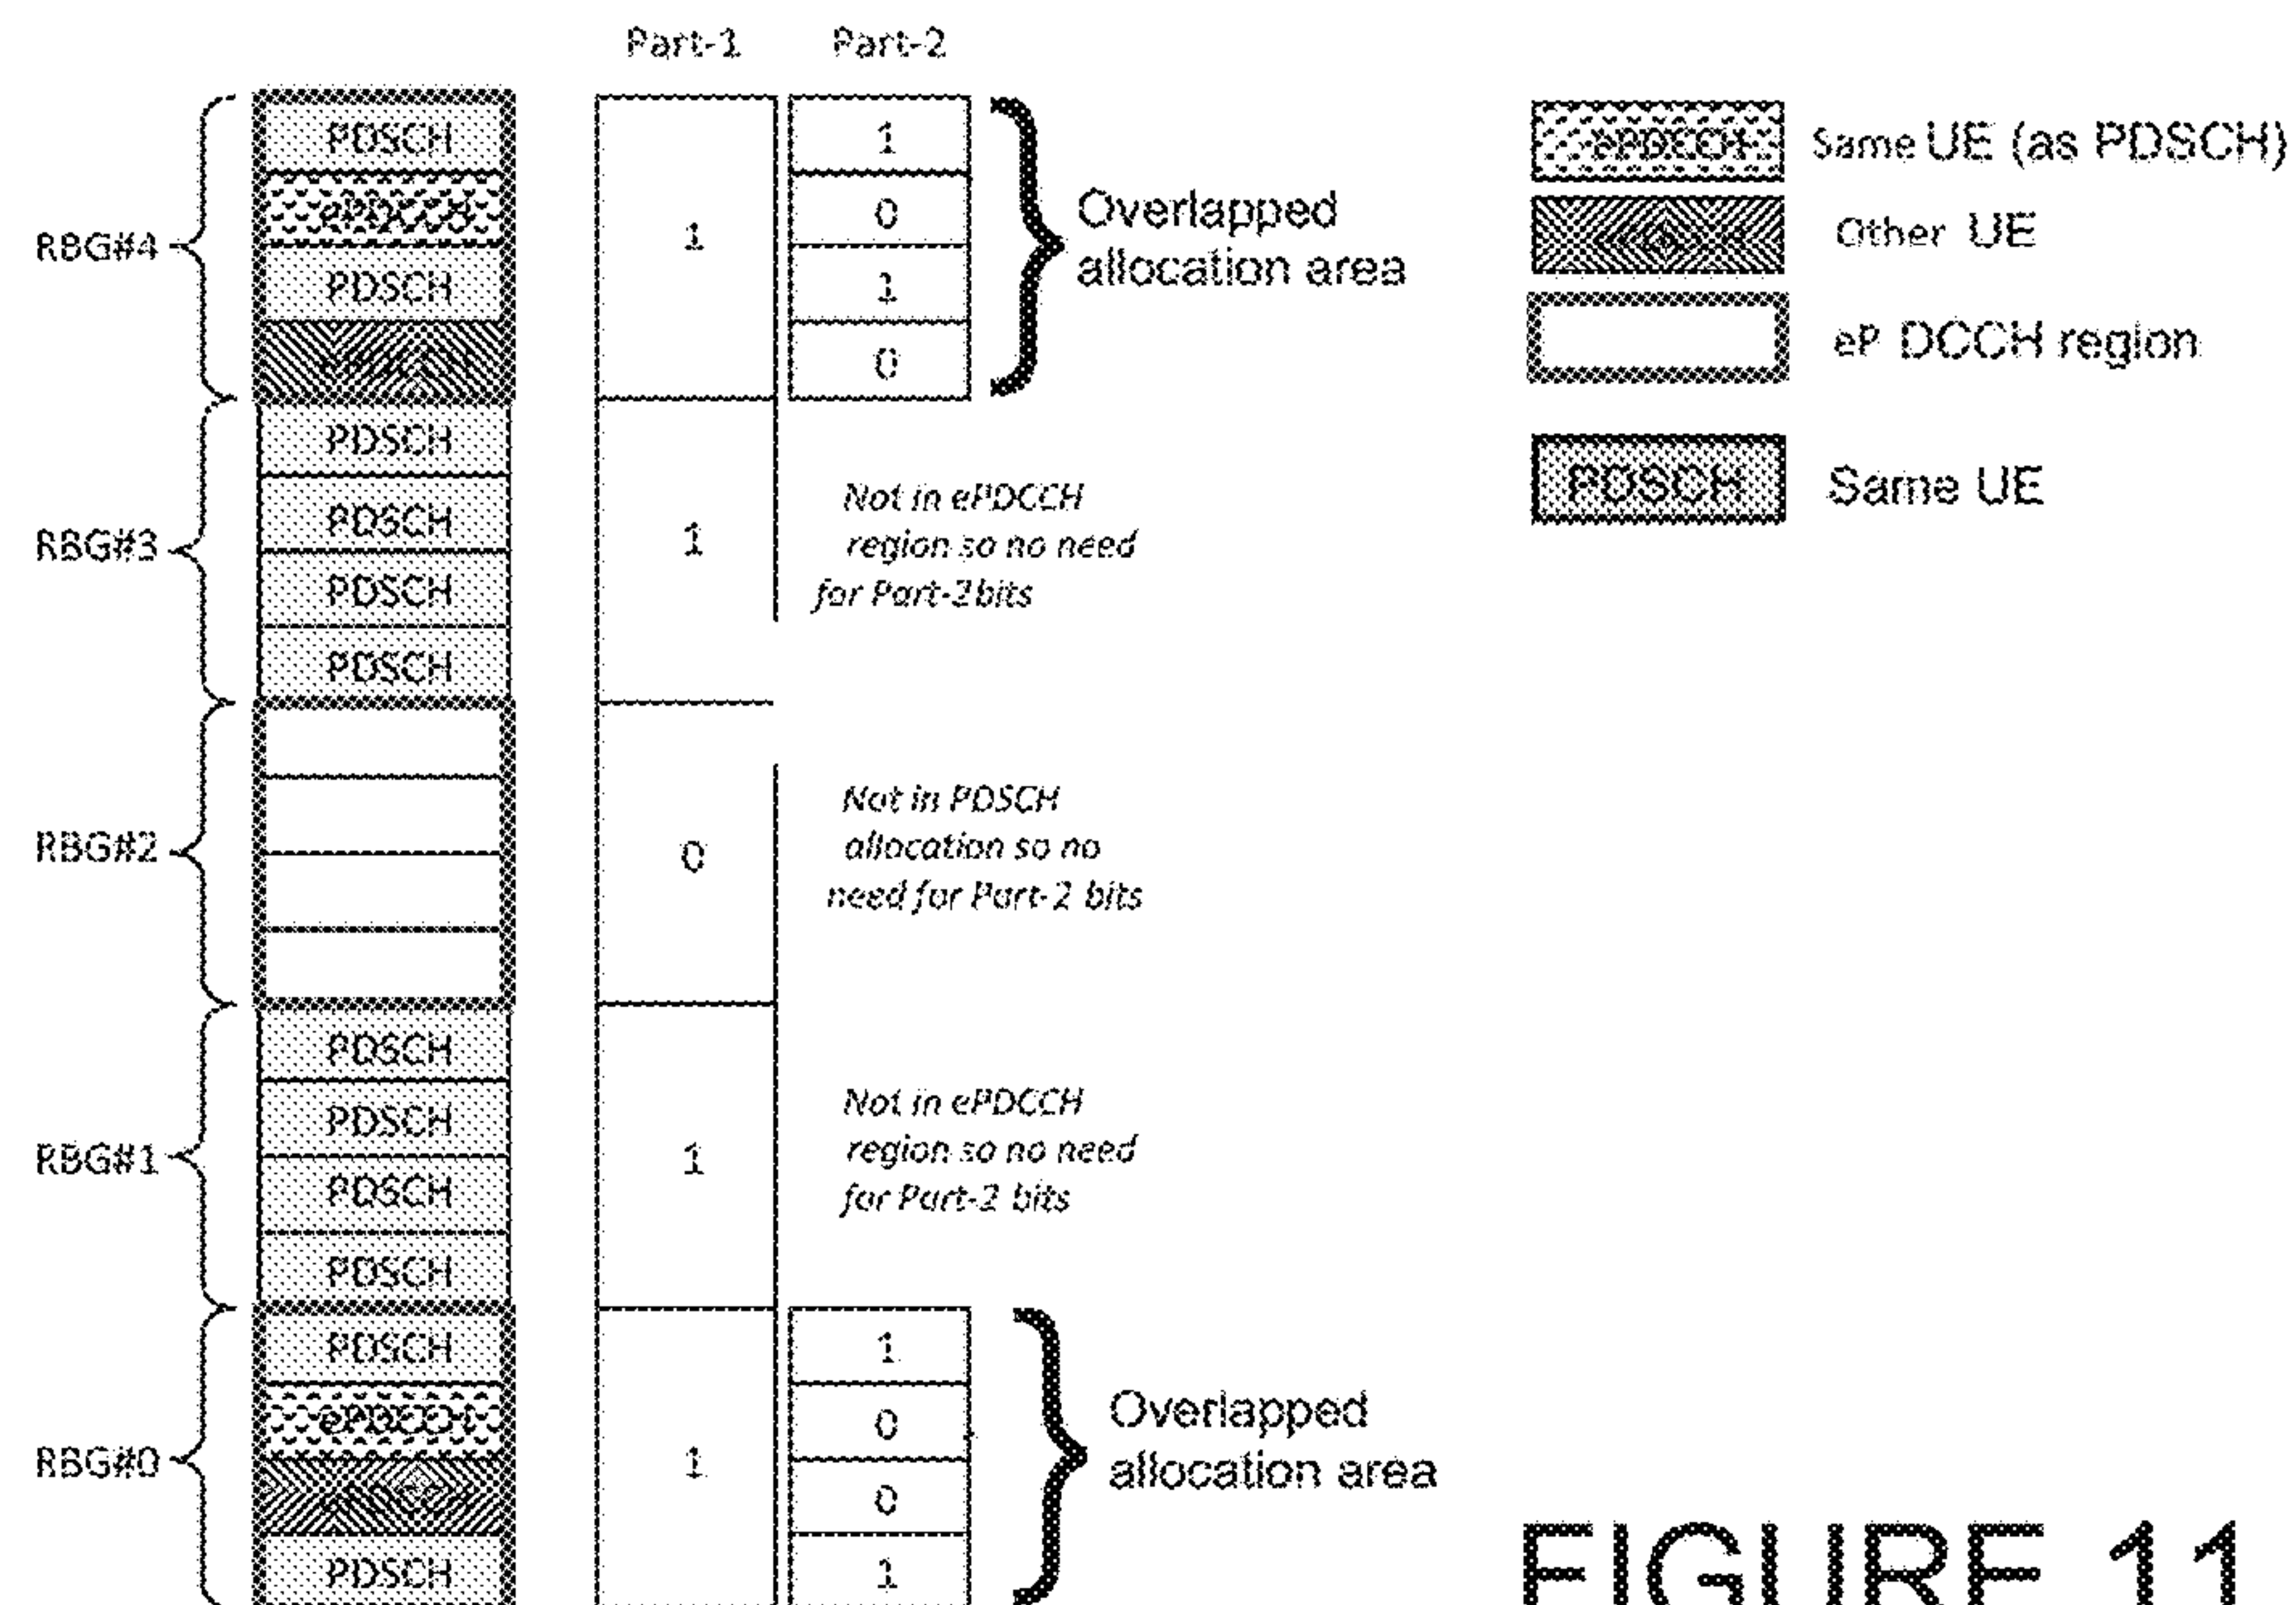 Part-1 Part-2
RBG#4
PDSCH
ePDCCH
PDSCH
1
1
0
1
0
Overlapped
allocation area
RBG#3
PDSCH
PDSCH
PDSCH
PDSCH
1
Not in ePDCCH
region so no need
for Part-2bits
RBG#2
0
Not in PDSCH
allocation so no
need for Part-2 bits
RBG#1
PDSCH
PDSCH
PDSCH
PDSCH
1
Not in ePDCCH
region so no need
for Part-2 bits
RBG#0
PDSCH
ePDCCH
PDSCH
1
1
0
0
1
Overlapped
allocation area
ePDCCH Same UE (as PDSCH)
Other UE
eP DCCH region
PDSCH Same UE
FIGURE 11